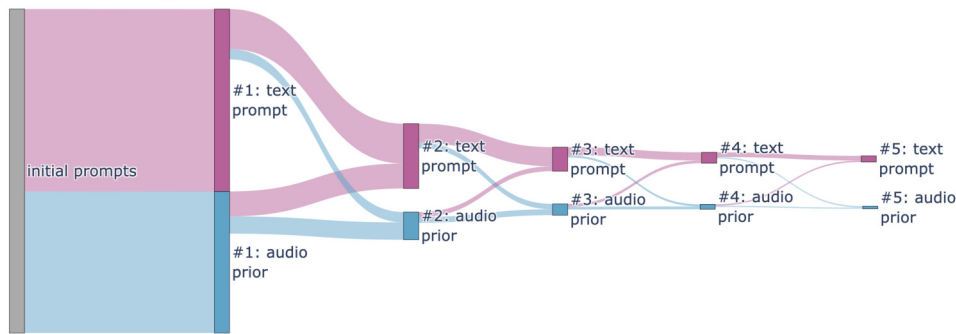 initial prompts
#1: text
prompt
#1: audio
prior
#2: text
prompt
#2: audio
prior
#3: text
prompt
#3: audio
prior
#4: text
prompt
#4: audio
prior
#5: text
prompt
#5: audio
prior